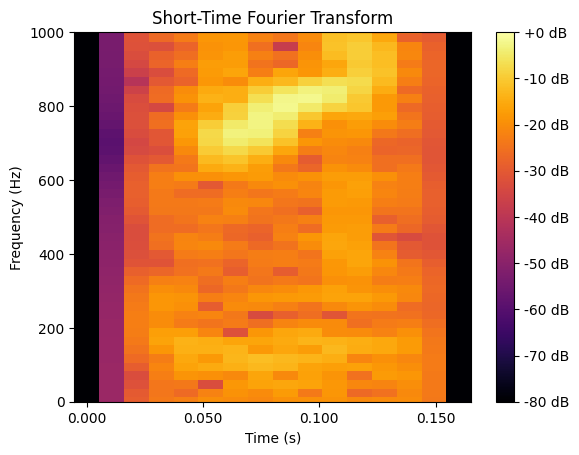 Short-Time Fourier Transform
Frequency (Hz)
1000
800
600
400
200
0
0.000
0.050
0.100
0.150
Time (s)
+0 dB
-10 dB
-20 dB
-30 dB
-40 dB
-50 dB
-60 dB
-70 dB
-80 dB